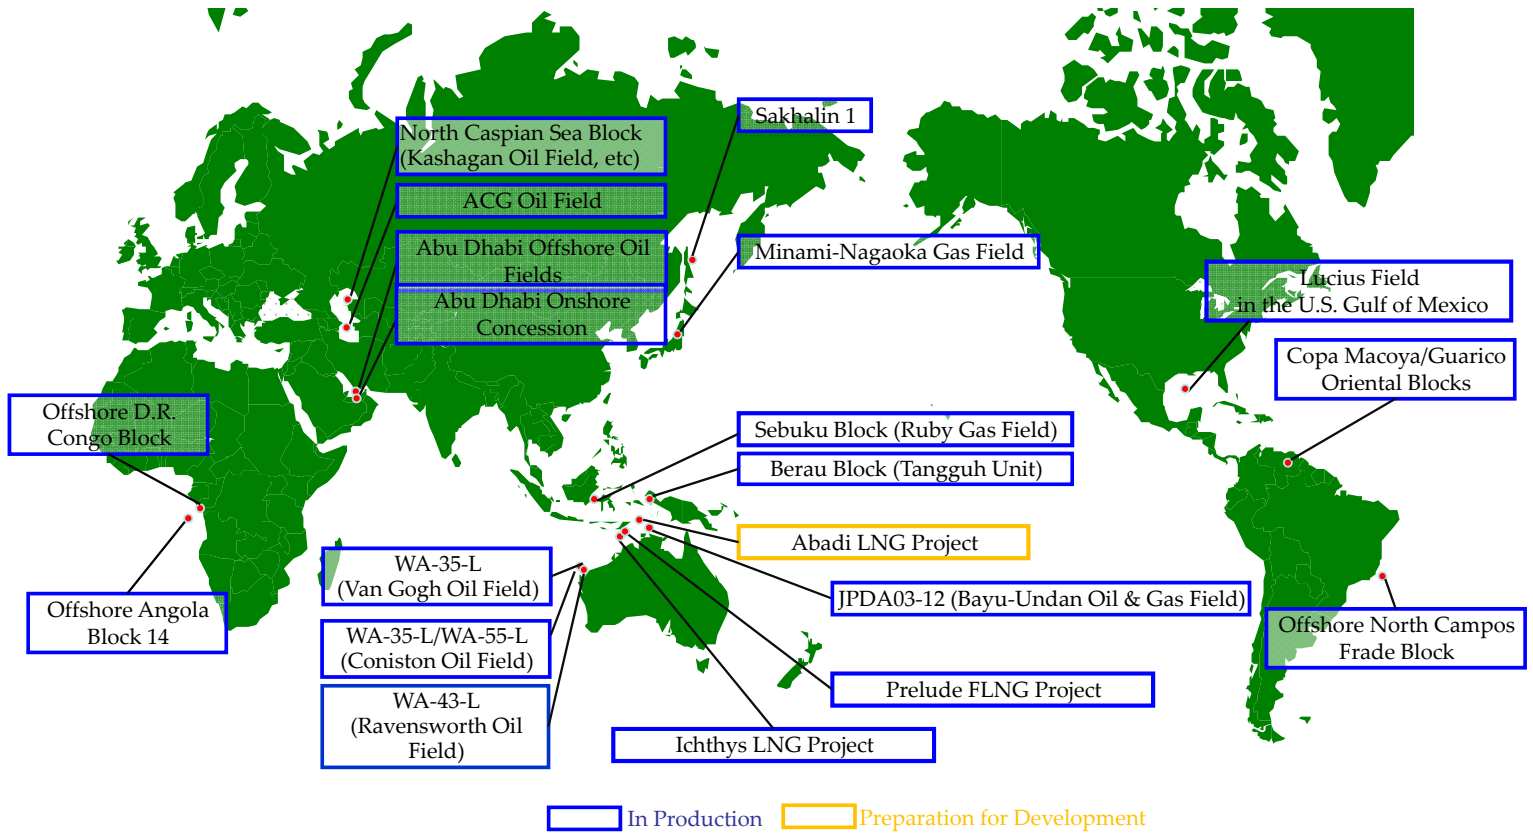 Sakhalin 1
North Caspian Sea Block
(Kashagan Oil Field, etc)
ACG Oil Field
Abu Dhabi Offshore Oil
Fields
Abu Dhabi Onshore
Concession
Minami-Nagaoka Gas Field
Lucius Field
in the U.S. Gulf of Mexico
Copa Macoya/Guarico
Oriental Blocks
Offshore D.R.
Congo Block
Sebuku Block (Ruby Gas Field)
Berau Block (Tangguh Unit)
Abadi LNG Project
WA-35-L
(Van Gogh Oil Field)
JPDA03-12 (Bayu-Undan Oil & Gas Field)
Offshore Angola
Block 14
WA-35-L/WA-55-L
(Coniston Oil Field)
Offshore North Campos
Frade Block
Prelude FLNG Project
WA-43-L
(Ravensworth Oil
Field)
Ichthys LNG Project
In Production
Preparation for Development